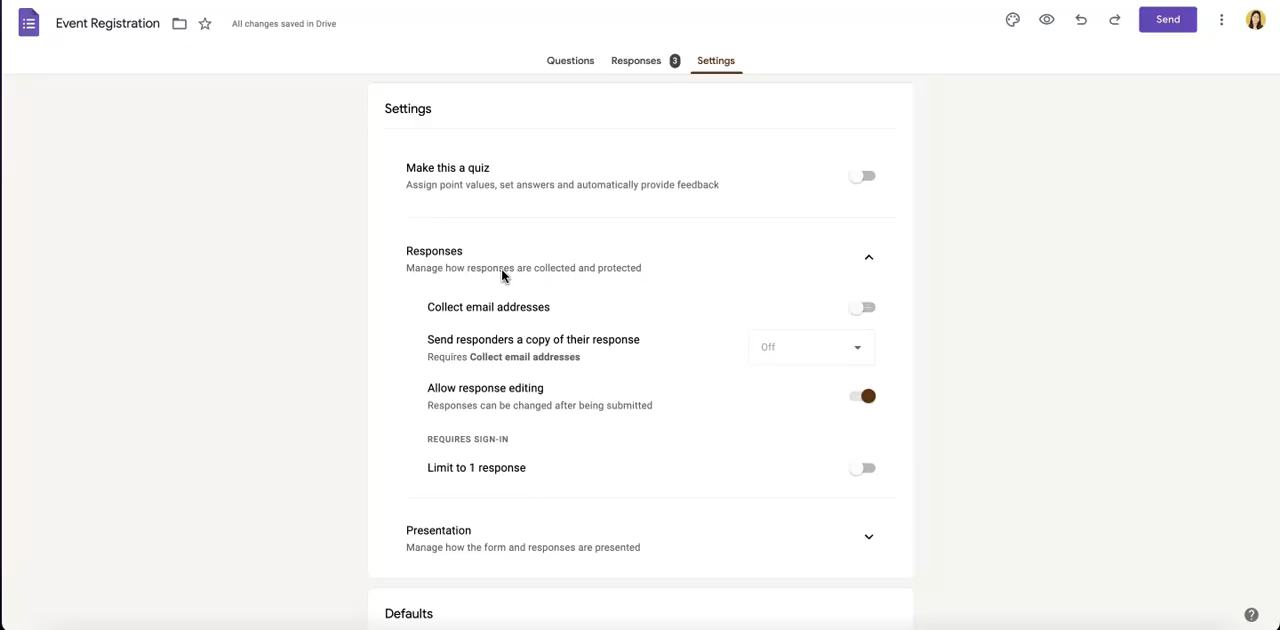 Event Registration
All changes saved in Drive
Send
Questions
Responses 3
Settings
Settings
Make this a quiz
Assign point values, set answers and automatically provide feedback
Responses
Manage how responses are collected and protected
Collect email addresses
Send responders a copy of their response
Requires Collect email addresses
Off
Allow response editing
Responses can be changed after being submitted
REQUIRES SIGN-IN
Limit to 1 response
Presentation
Manage how the form and responses are presented
Defaults